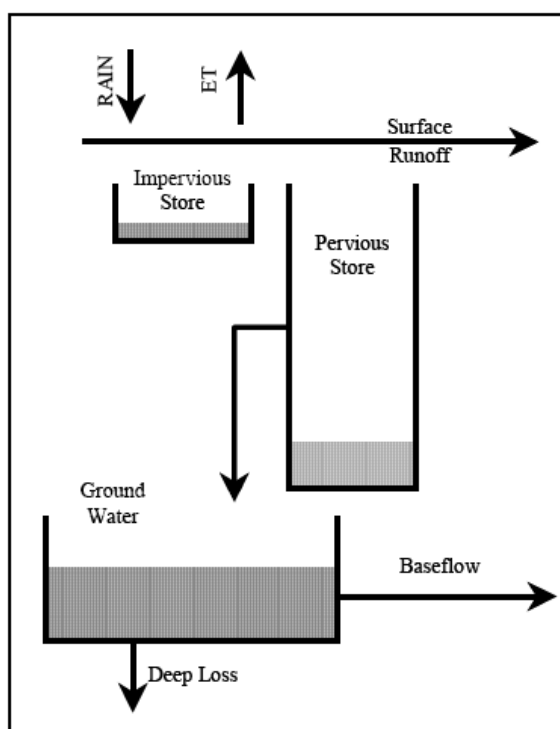 RAIN
ET
Surface
Runoff
Impervious
Store
Pervious
Store
Ground
Water
Baseflow
Deep Loss